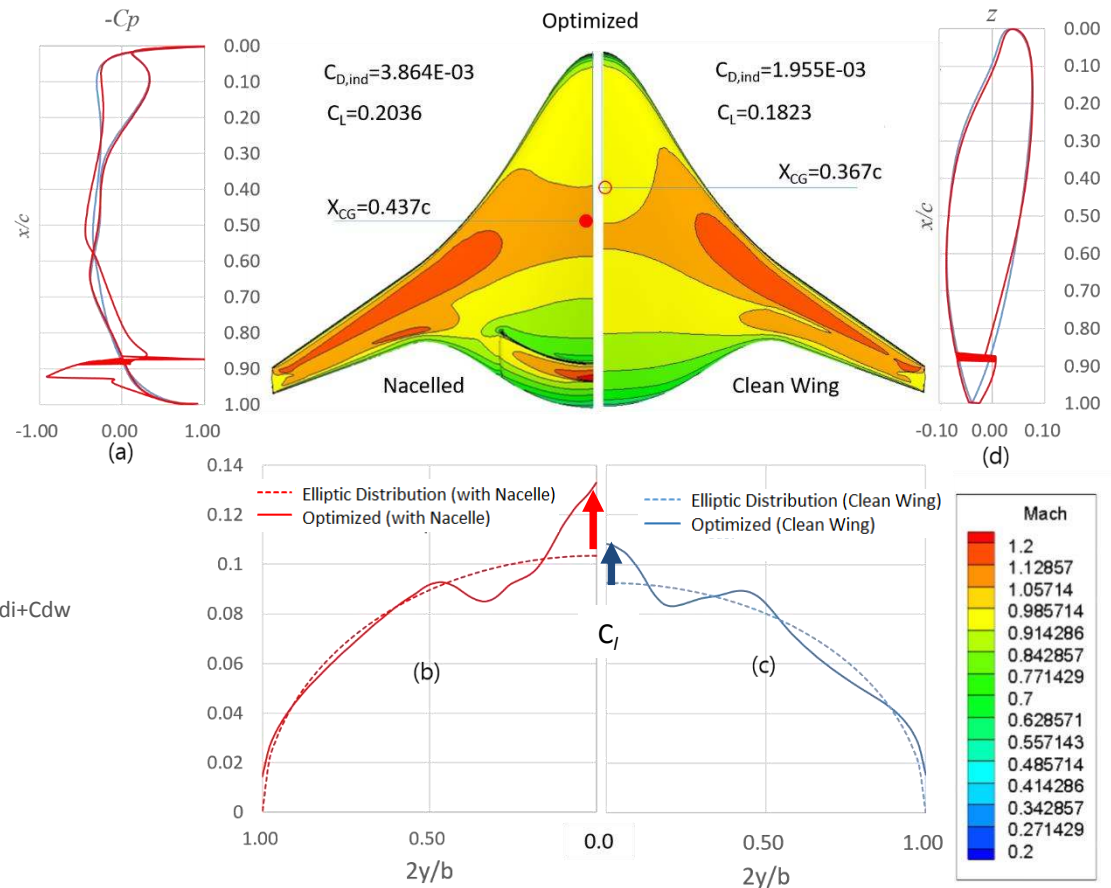 Optimized
-Cp
z
C_D,ind=3.864E-03
C_L=0.2036
X_CG=0.437c
C_D,ind=1.955E-03
C_L=0.1823
X_CG=0.367c
Nacelled
Clean Wing
x/c
0.00
0.10
0.20
0.30
0.40
0.50
0.60
0.70
0.80
0.90
1.00
-1.00
0.00
1.00
(a)
x/c
0.00
0.10
0.20
0.30
0.40
0.50
0.60
0.70
0.80
0.90
1.00
-0.10
0.00
0.10
(d)
di+Cdw
0.14
0.12
0.1
0.08
0.06
0.04
0.02
0
Elliptic Distribution (with Nacelle)
Optimized (with Nacelle)
Elliptic Distribution (Clean Wing)
Optimized (Clean Wing)
C_l
(b)
(c)
1.00
0.50
0.0
0.50
1.00
2y/b
2y/b
Mach
1.2
1.12857
1.05714
0.985714
0.914286
0.842857
0.771429
0.7
0.628571
0.557143
0.485714
0.414286
0.342857
0.271429
0.2